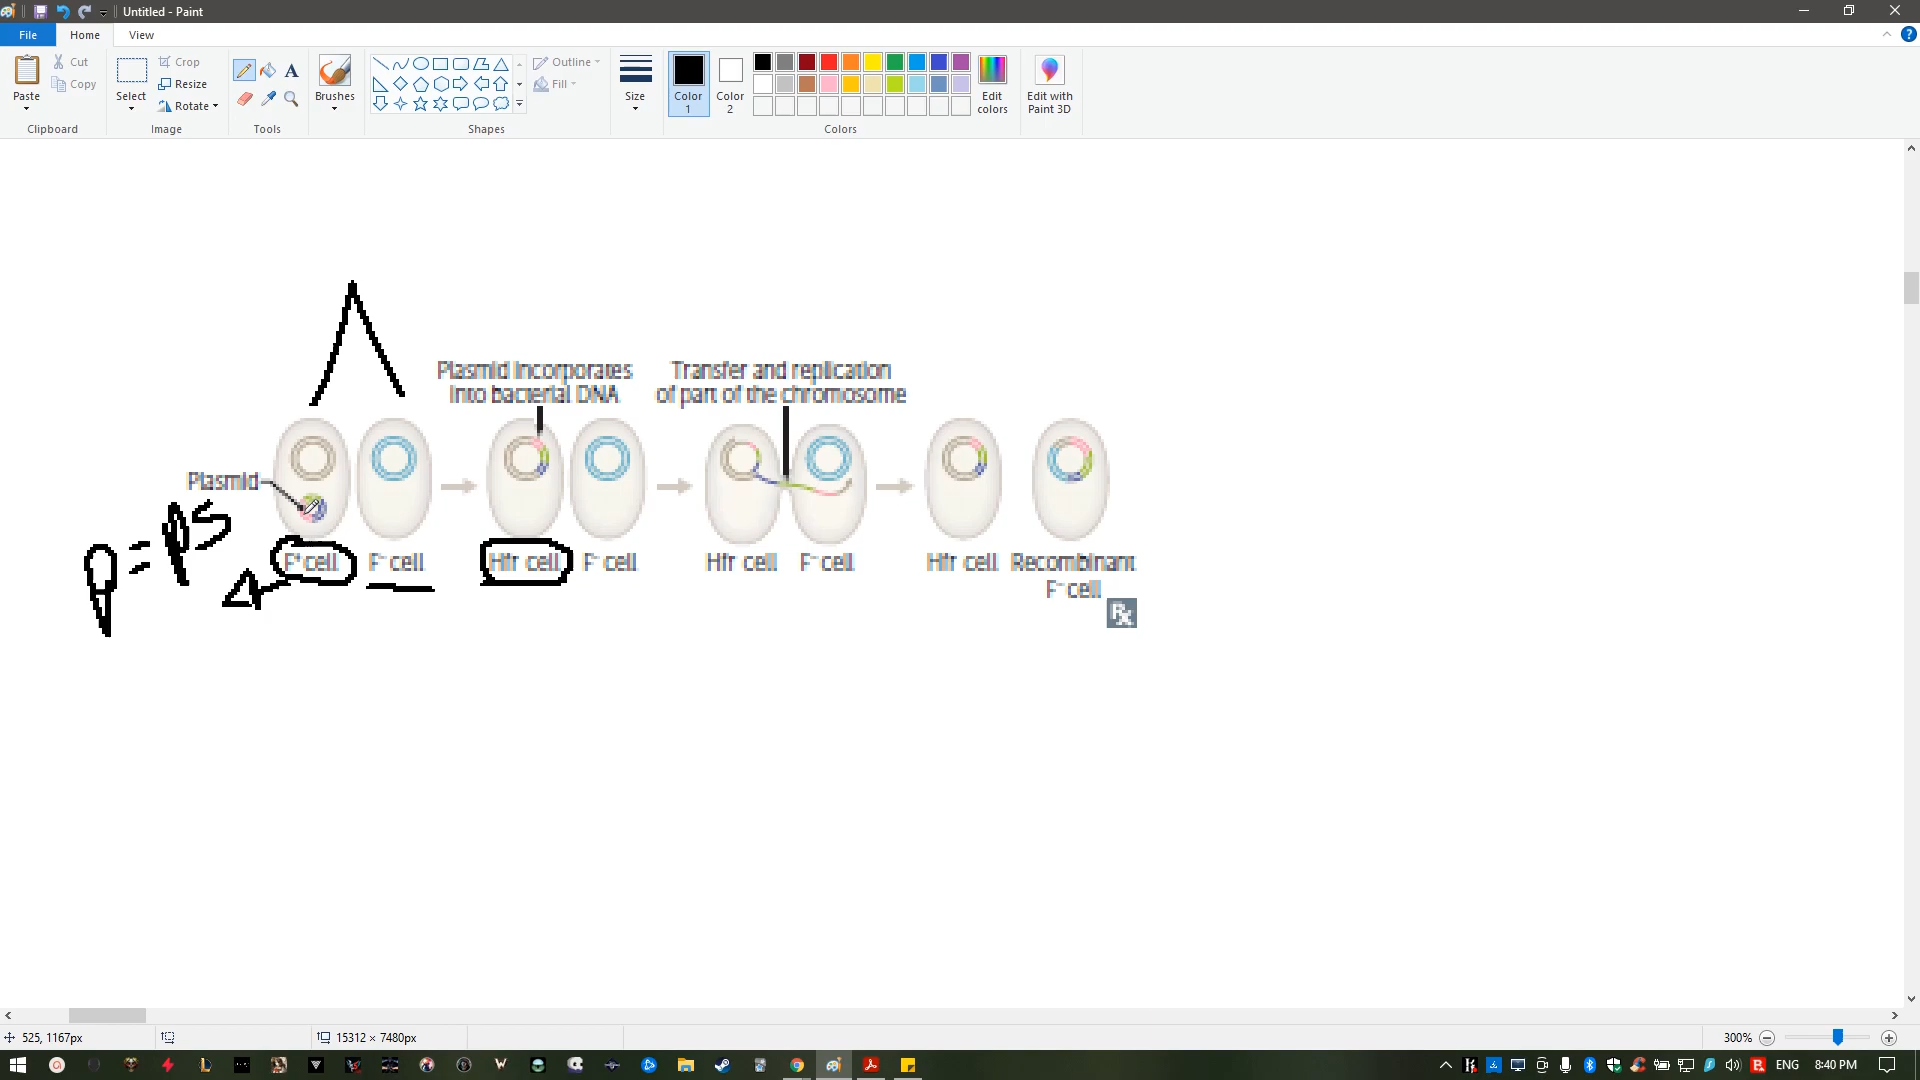 Untitled - Paint
File
Home
View
Paste
Cut
Copy
Clipboard
Select
Crop
Resize
Rotate
Image
Tools
Brushes
Shapes
Outline
Fill
Size
Color 1
Color 2
Edit colors
Colors
Edit with Paint 3D
Plasmid incorporates
into bacterial DNA
Transfer and replication
of part of the chromosome
Plasmid
F⁺ cell
F⁻ cell
Hfr cell
F⁻ cell
Hfr cell
F⁻ cell
Hfr cell
Recombinant
F⁻ cell
Rx
525, 1167px
15312 × 7480px
300%
ENG
8:40 PM